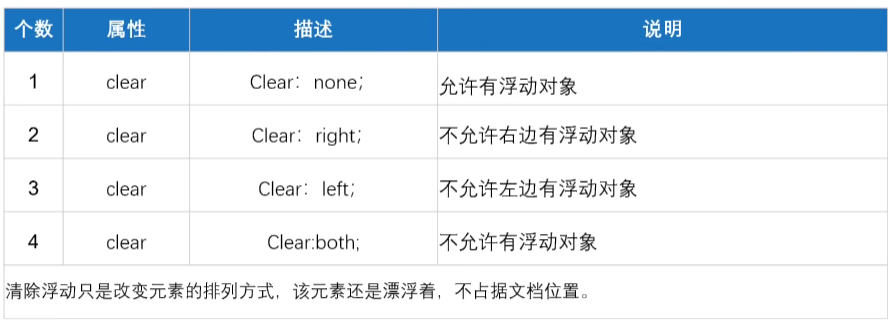 个数 属性 描述 说明
1 clear Clear：none； 允许有浮动对象
2 clear Clear：right； 不允许右边有浮动对象
3 clear Clear：left； 不允许左边有浮动对象
4 clear Clear:both; 不允许有浮动对象
清除浮动只是改变元素的排列方式，该元素还是漂浮着，不占据文档位置。